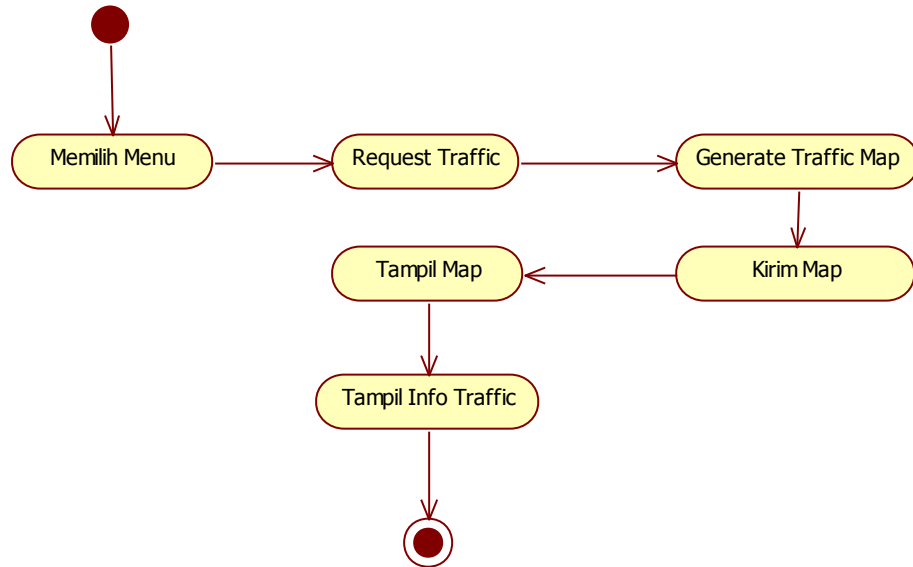 Memilih Menu
Request Traffic
Generate Traffic Map
Kirim Map
Tampil Map
Tampil Info Traffic